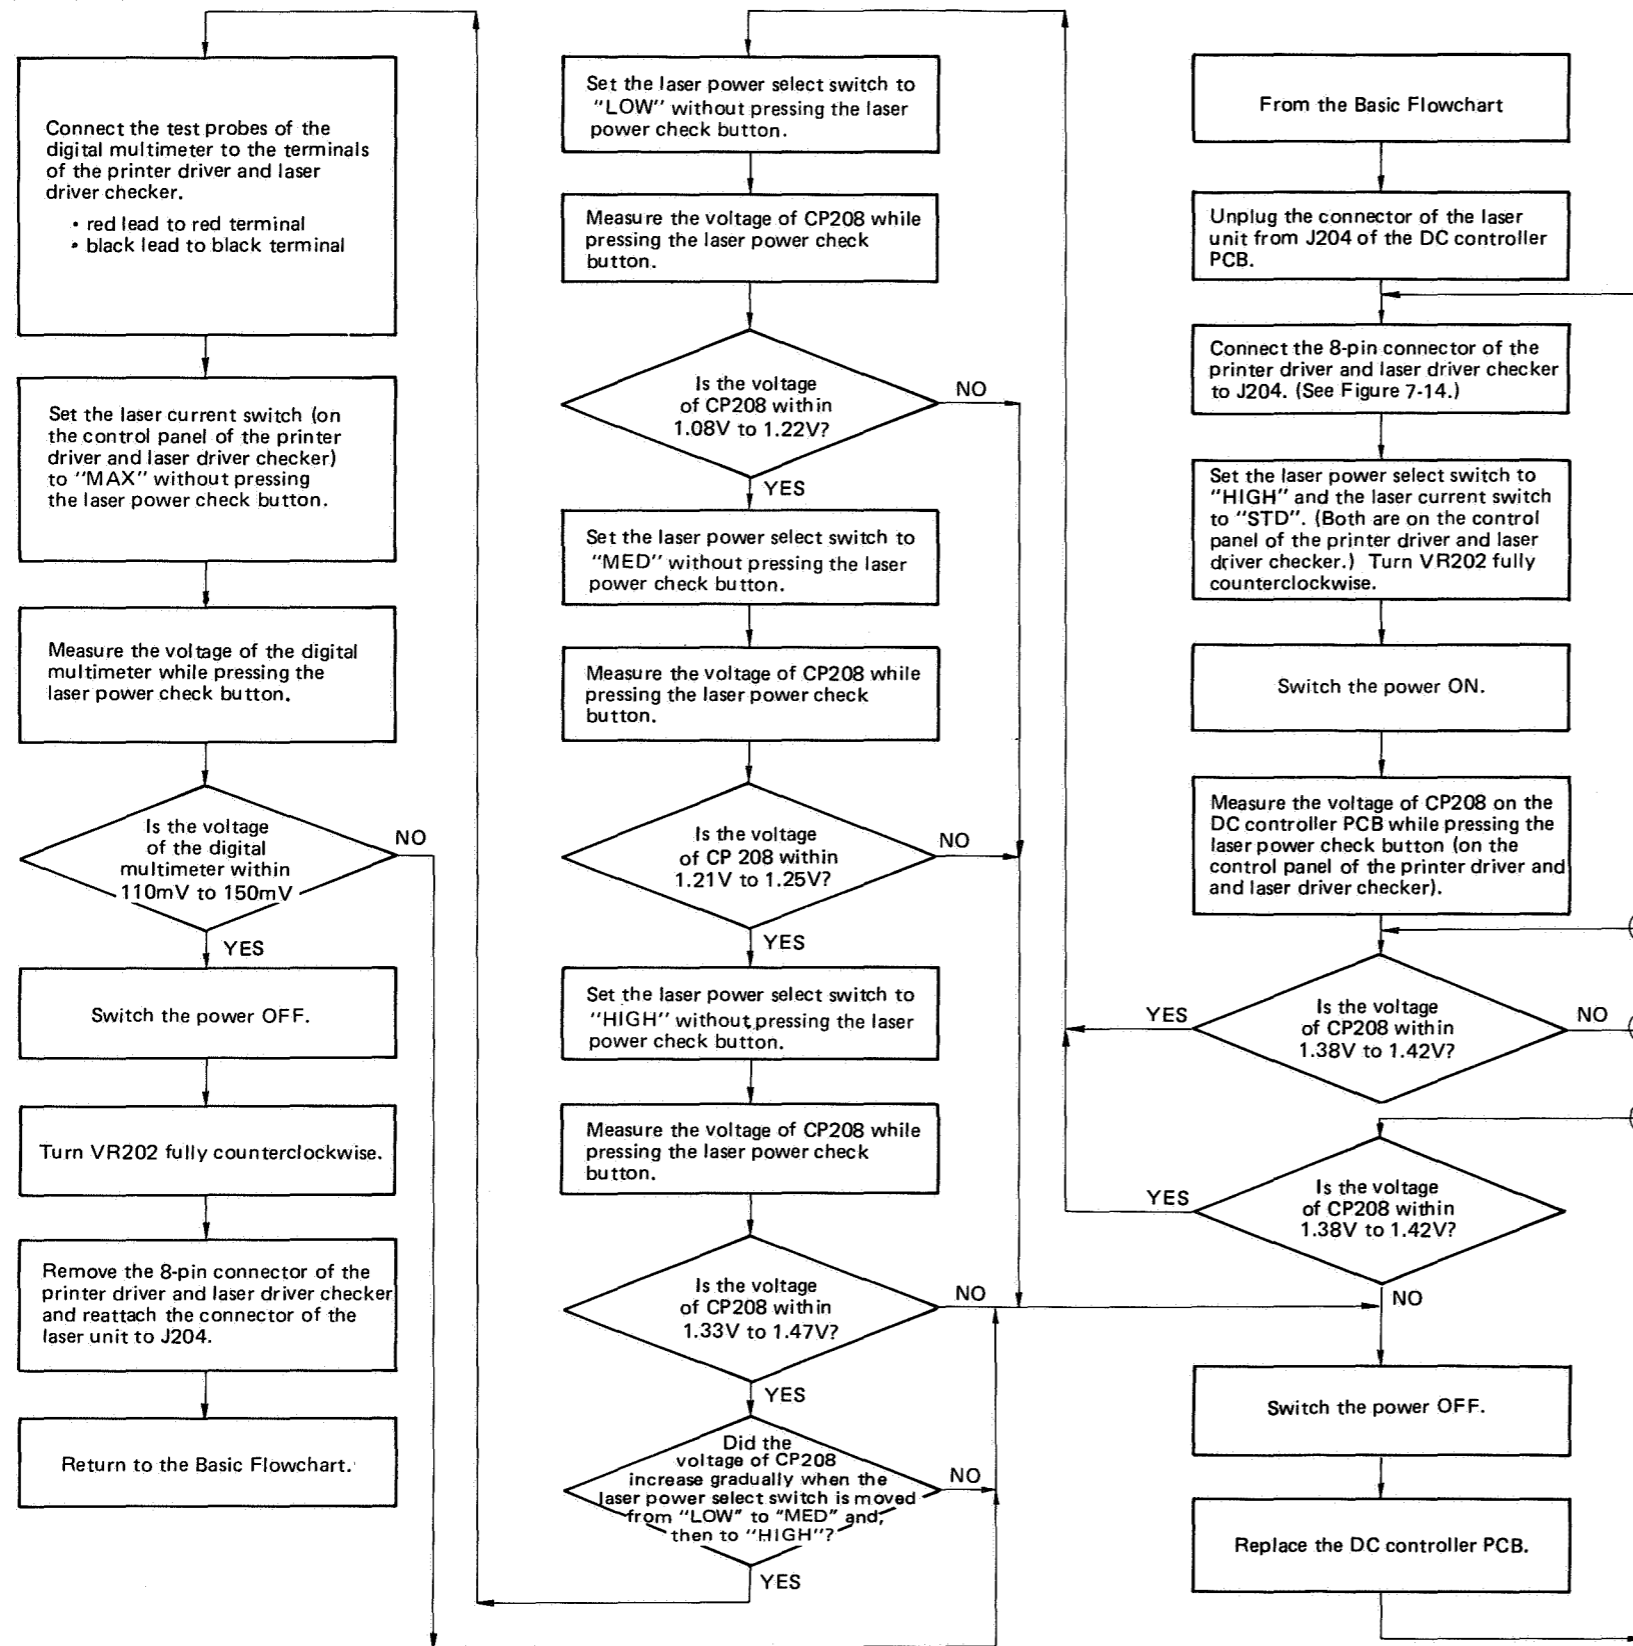 Connect the test probes of the
digital multimeter to the terminals
of the printer driver and laser
driver checker.
• red lead to red terminal
• black lead to black terminal
Set the laser current switch (on
the control panel of the printer
driver and laser driver checker)
to "MAX" without pressing
the laser power check button.
Measure the voltage of the digital
multimeter while pressing the
laser power check button.
Is the voltage
of the digital
multimeter within
110mV to 150mV
NO
YES
Switch the power OFF.
Turn VR202 fully counterclockwise.
Remove the 8-pin connector of the
printer driver and laser driver checker
and reattach the connector of the
laser unit to J204.
Return to the Basic Flowchart.
Set the laser power select switch to
"LOW" without pressing the laser
power check button.
Measure the voltage of CP208 while
pressing the laser power check
button.
Is the voltage
of CP208 within
1.08V to 1.22V?
NO
YES
Set the laser power select switch to
"MED" without pressing the laser
power check button.
Measure the voltage of CP208 while
pressing the laser power check
button.
Is the voltage
of CP 208 within
1.21V to 1.25V?
NO
YES
Set the laser power select switch to
"HIGH" without pressing the laser
power check button.
Measure the voltage of CP208 while
pressing the laser power check
button.
Is the voltage
of CP208 within
1.33V to 1.47V?
NO
YES
Did the
voltage of CP208
increase gradually when the
laser power select switch is moved
from "LOW" to "MED" and,
then to "HIGH"?
NO
YES
From the Basic Flowchart
Unplug the connector of the laser
unit from J204 of the DC controller
PCB.
Connect the 8-pin connector of the
printer driver and laser driver checker
to J204. (See Figure 7-14.)
Set the laser power select switch to
"HIGH" and the laser current switch
to "STD". (Both are on the control
panel of the printer driver and laser
driver checker.) Turn VR202 fully
counterclockwise.
Switch the power ON.
Measure the voltage of CP208 on the
DC controller PCB while pressing the
laser power check button (on the
control panel of the printer driver and
and laser driver checker).
Is the voltage
of CP208 within
1.38V to 1.42V?
YES
NO
Is the voltage
of CP208 within
1.38V to 1.42V?
YES
NO
Switch the power OFF.
Replace the DC controller PCB.